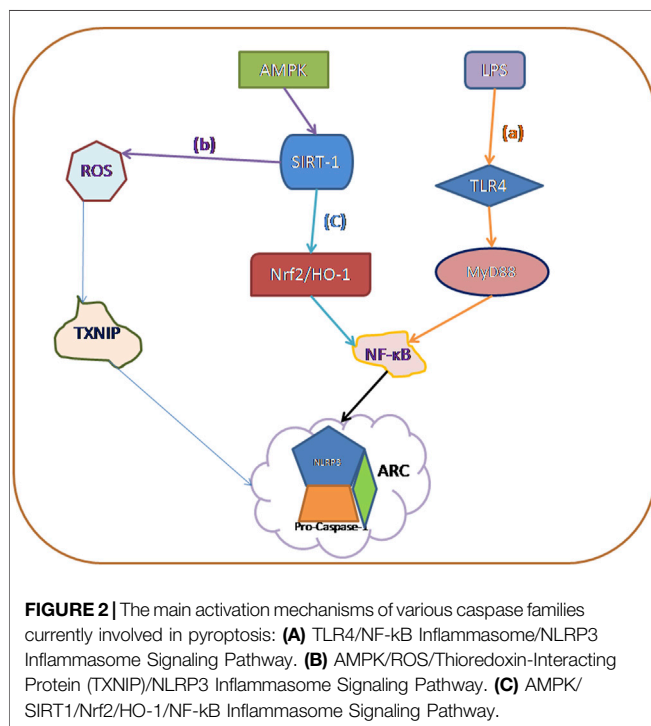 AMPK
LPS
(b)
(a)
ROS
SIRT-1
TLR4
(C)
Nrf2/HO-1
MyD88
TXNIP
NF-κB
NLRP3
ARC
Pro-Caspase-1
FIGURE 2 | The main activation mechanisms of various caspase families
currently involved in pyroptosis: (A) TLR4/NF-kB Inflammasome/NLRP3
Inflammasome Signaling Pathway. (B) AMPK/ROS/Thioredoxin-Interacting
Protein (TXNIP)/NLRP3 Inflammasome Signaling Pathway. (C) AMPK/
SIRT1/Nrf2/HO-1/NF-kB Inflammasome Signaling Pathway.